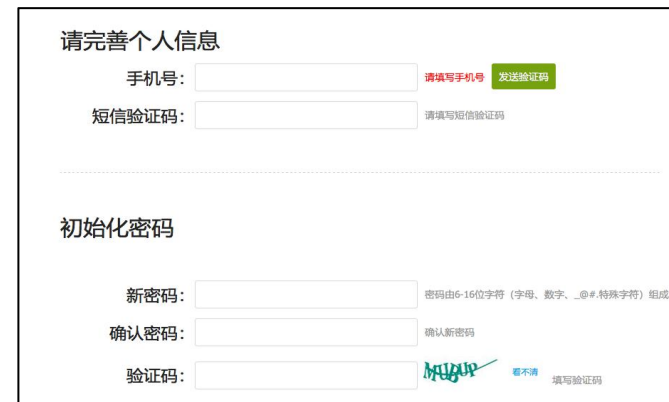 请完善个人信息
手机号： 请填写手机号 发送验证码
短信验证码： 请填写短信验证码
初始化密码
新密码： 密码由6-16位字符（字母、数字、_@#.特殊字符）组成
确认密码： 确认新密码
验证码： 看不清 填写验证码